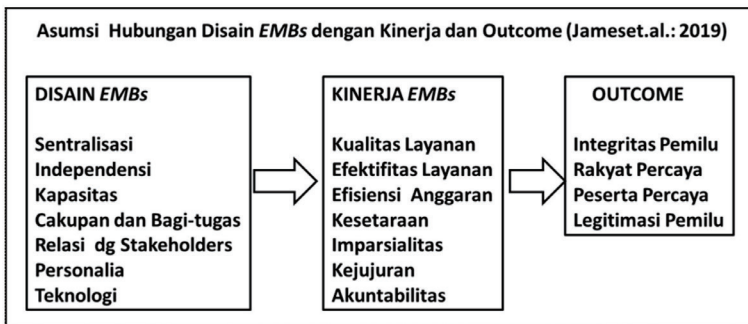 Asumsi Hubungan Disain EMBs dengan Kinerja dan Outcome (Jameset.al.: 2019)
DISAIN EMBs
Sentralisasi
Independensi
Kapasitas
Cakupan dan Bagi-tugas
Relasi dg Stakeholders
Personalia
Teknologi
KINERJA EMBs
Kualitas Layanan
Efektifitas Layanan
Efisiensi Anggaran
Kesetaraan
Imparsialitas
Kejujuran
Akuntabilitas
OUTCOME
Integritas Pemilu
Rakyat Percaya
Peserta Percaya
Legitimasi Pemilu